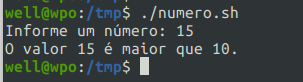 well@wpo:/tmp$ ./numero.sh
Informe um número: 15
O valor 15 é maior que 10.
well@wpo:/tmp$